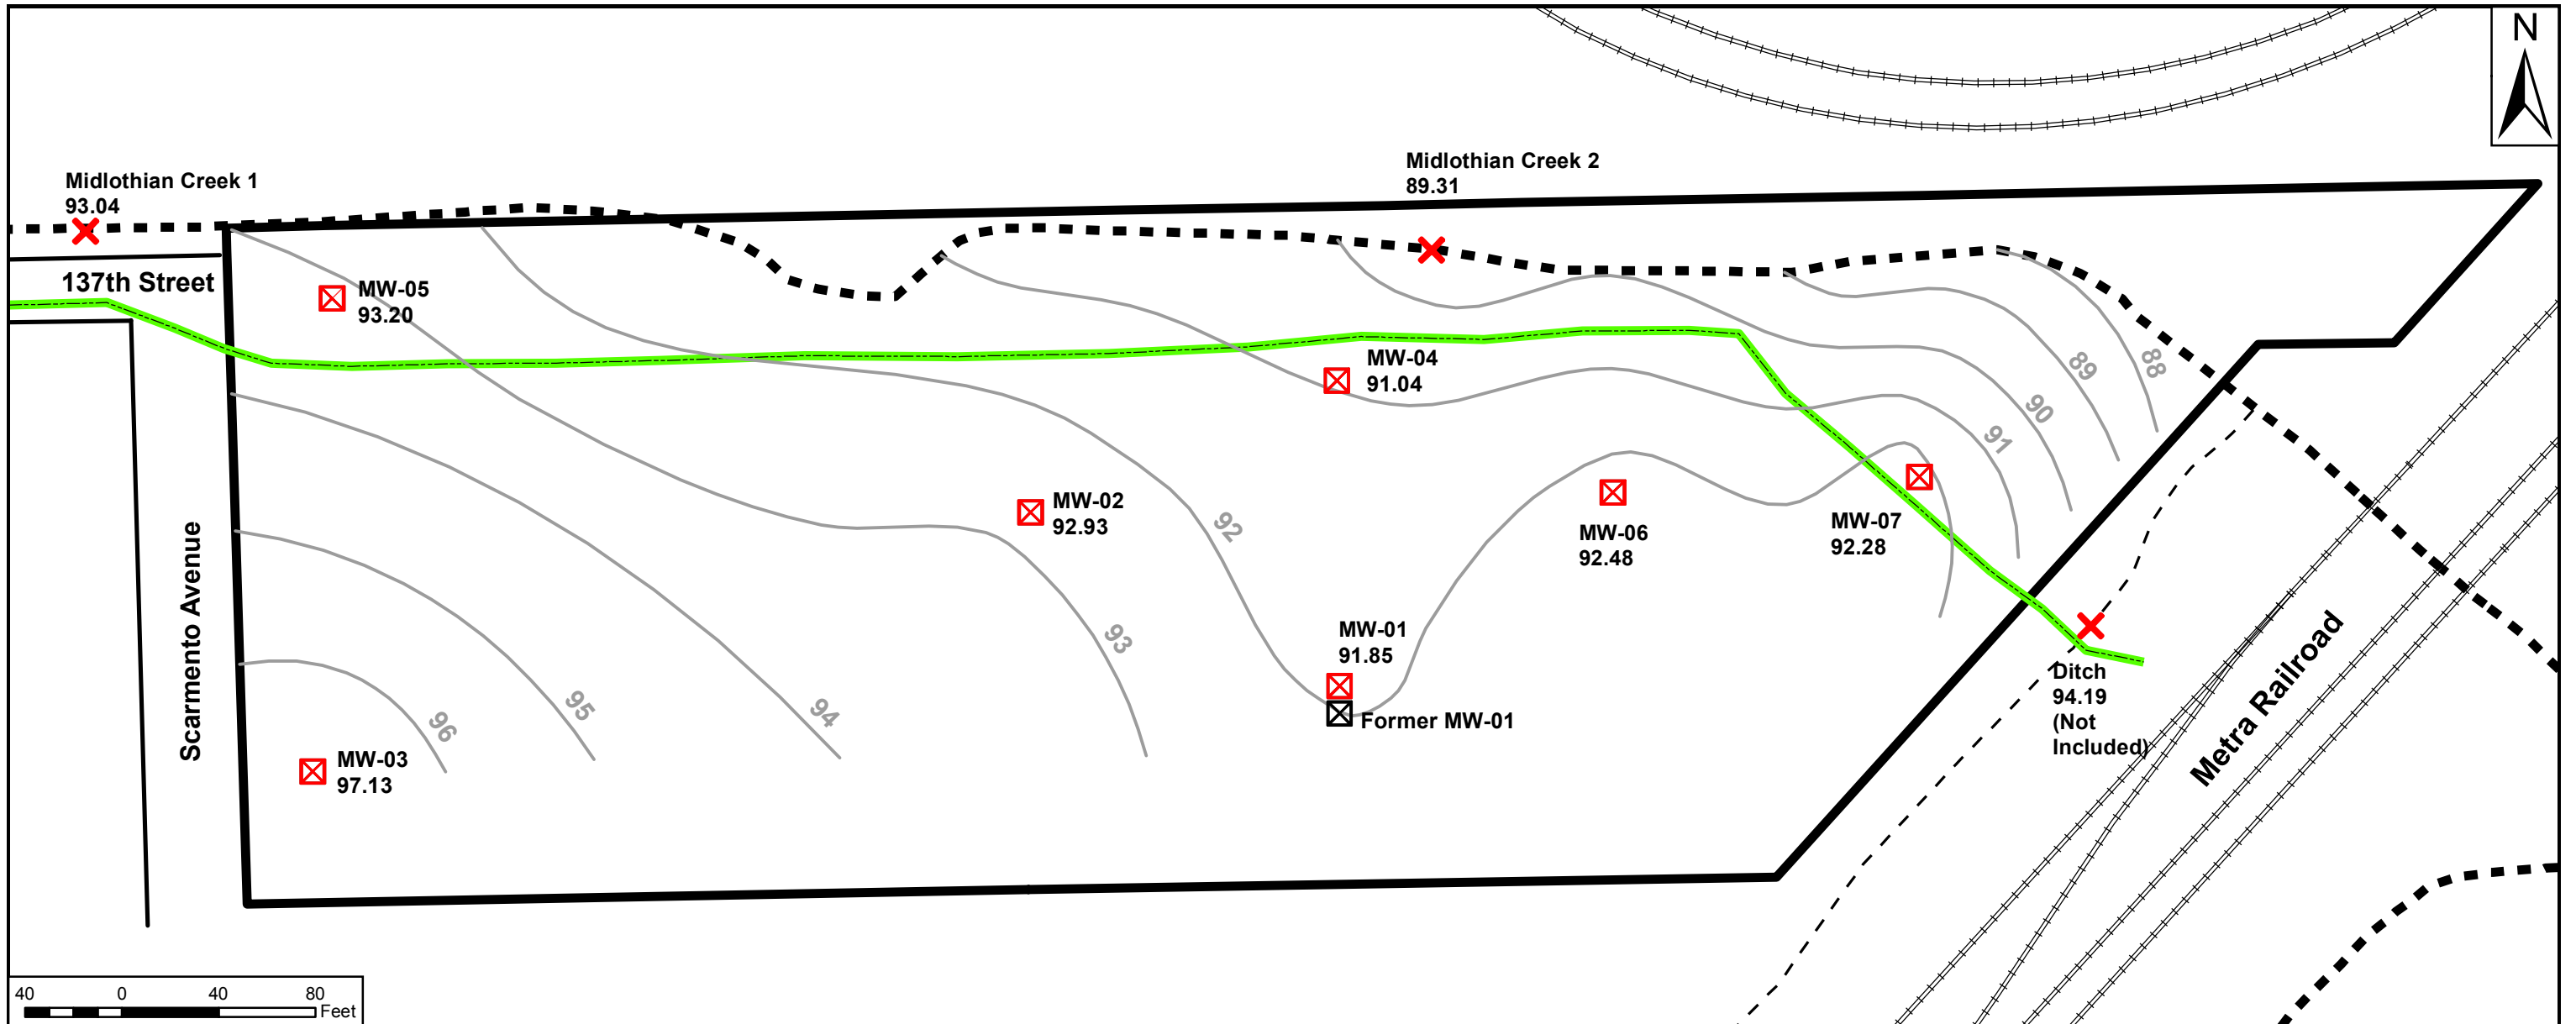 N
Midlothian Creek 2
89.31
Midlothian Creek 1
93.04
137th Street
MW-05
93.20
MW-04
91.04
88
89
90
91
MW-02
92.93
92
MW-06
92.48
MW-07
92.28
Scarmento Avenue
MW-01
91.85
93
Former MW-01
Ditch
94.19
(Not
Included)
Metra Railroad
94
95
96
MW-03
97.13
40 0 40 80
Feet